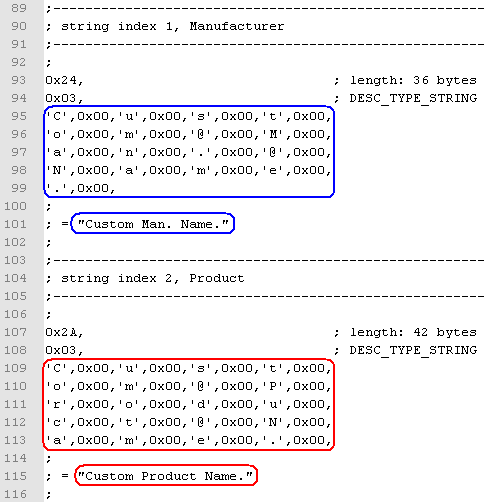 89 ;------------------------------------------------------
90 ; string index 1, Manufacturer
91 ;------------------------------------------------------
92 ;
93 0x24, ; length: 36 bytes
94 0x03, ; DESC_TYPE_STRING
95 'C',0x00,'u',0x00,'s',0x00,'t',0x00,
96 'o',0x00,'m',0x00,'@',0x00,'M',0x00,
97 'a',0x00,'n',0x00,'.',0x00,'@',0x00,
98 'N',0x00,'a',0x00,'m',0x00,'e',0x00,
99 '.',0x00,
100 ;
101 ; = "Custom Man. Name."
102 ;
103 ;------------------------------------------------------
104 ; string index 2, Product
105 ;------------------------------------------------------
106 ;
107 0x2A, ; length: 42 bytes
108 0x03, ; DESC_TYPE_STRING
109 'C',0x00,'u',0x00,'s',0x00,'t',0x00,
110 'o',0x00,'m',0x00,'@',0x00,'P',0x00,
111 'r',0x00,'o',0x00,'d',0x00,'u',0x00,
112 'c',0x00,'t',0x00,'@',0x00,'N',0x00,
113 'a',0x00,'m',0x00,'e',0x00,'.',0x00,
114 ;
115 ; = "Custom Product Name."
116 ;